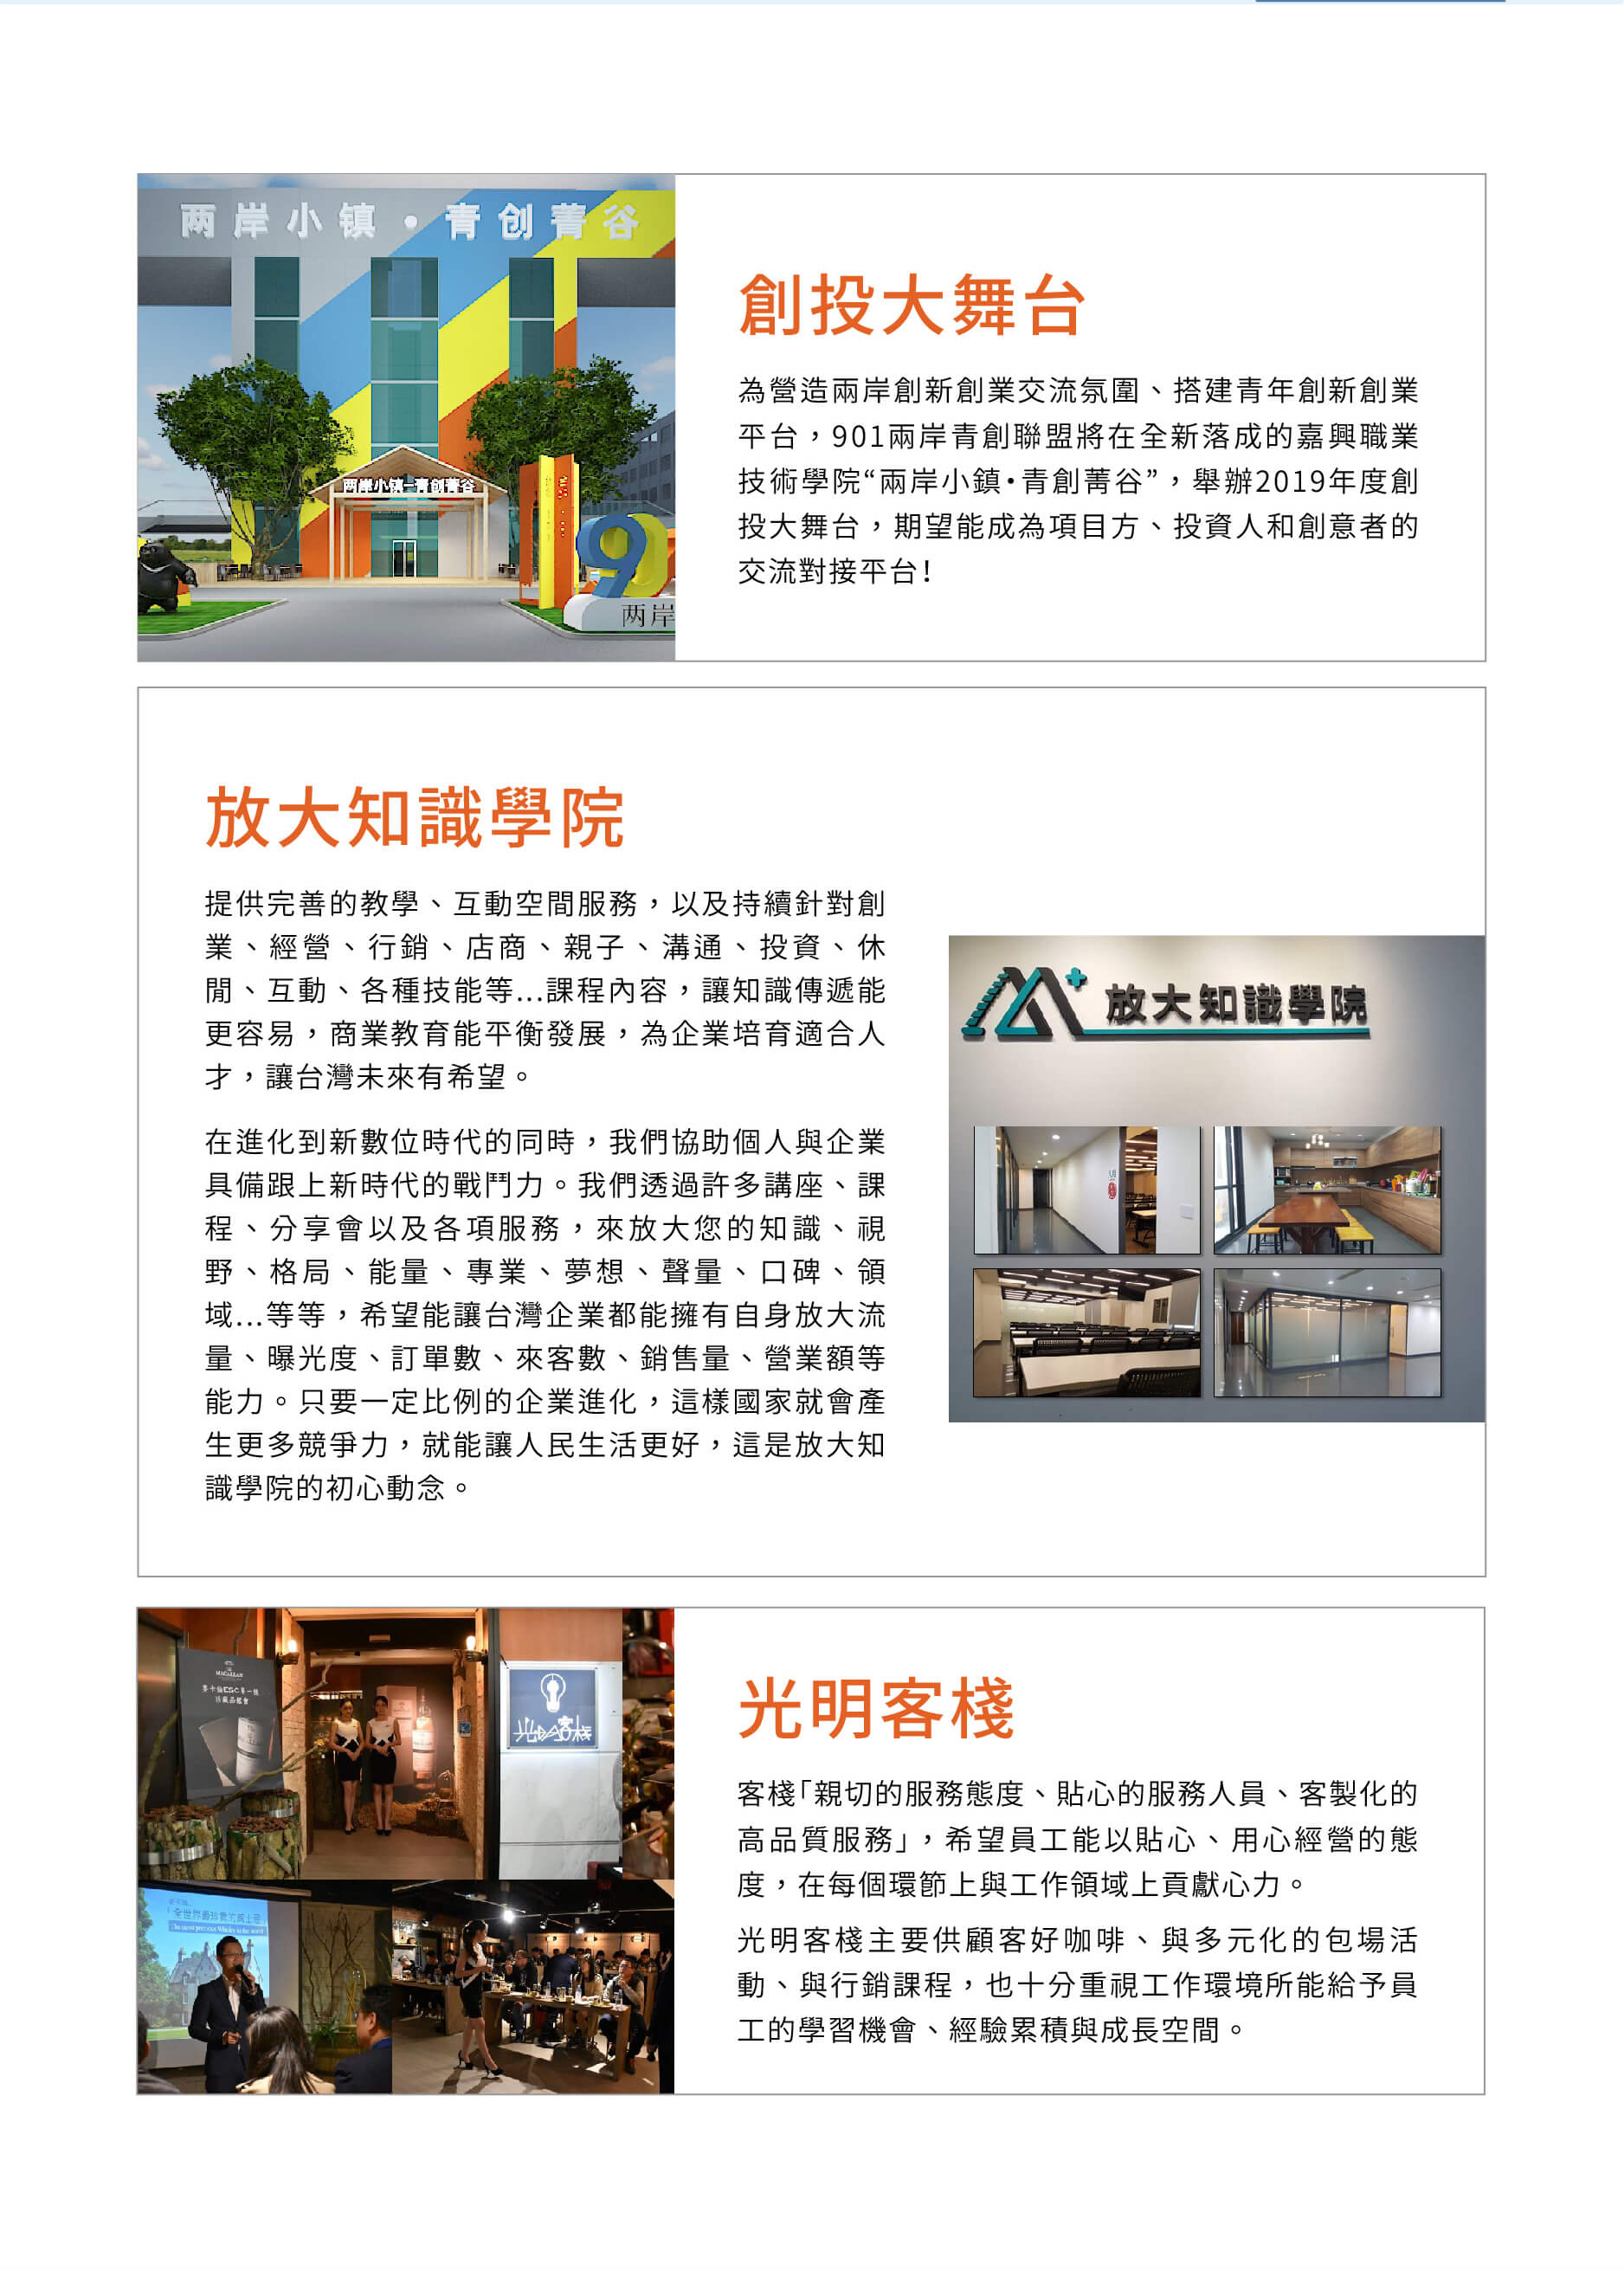 两岸小镇·青创菁谷
两岸小镇-青创菁谷
90
两岸
創投大舞台
為營造兩岸創新創業交流氛圍、搭建青年創新創業
平台，901兩岸青創聯盟將在全新落成的嘉興職業
技術學院“兩岸小鎮•青創菁谷”，舉辦2019年度創
投大舞台，期望能成為項目方、投資人和創意者的
交流對接平台！
放大知識學院
提供完善的教學、互動空間服務，以及持續針對創
業、經營、行銷、店商、親子、溝通、投資、休
閒、互動、各種技能等...課程內容，讓知識傳遞能
更容易，商業教育能平衡發展，為企業培育適合人
才，讓台灣未來有希望。
在進化到新數位時代的同時，我們協助個人與企業
具備跟上新時代的戰鬥力。我們透過許多講座、課
程、分享會以及各項服務，來放大您的知識、視
野、格局、能量、專業、夢想、聲量、口碑、領
域...等等，希望能讓台灣企業都能擁有自身放大流
量、曝光度、訂單數、來客數、銷售量、營業額等
能力。只要一定比例的企業進化，這樣國家就會產
生更多競爭力，就能讓人民生活更好，這是放大知
識學院的初心動念。
放大知識學院
MACALLAN
光明客棧
全世界最珍貴的威士忌
The most precious Whisky in the world
光明客棧
客棧「親切的服務態度、貼心的服務人員、客製化的
高品質服務」，希望員工能以貼心、用心經營的態
度，在每個環節上與工作領域上貢獻心力。
光明客棧主要供顧客好咖啡、與多元化的包場活
動、與行銷課程，也十分重視工作環境所能給予員
工的學習機會、經驗累積與成長空間。